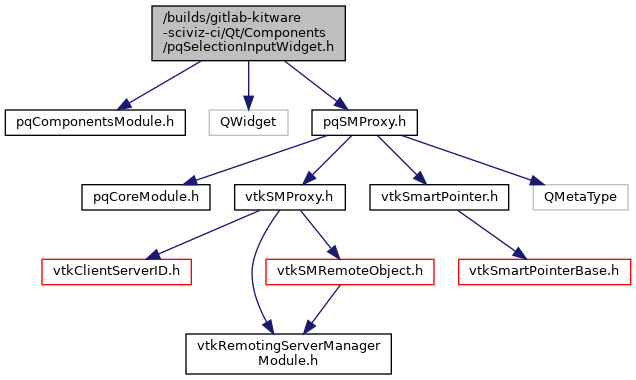 /builds/gitlab-kitware
-sciviz-ci/Qt/Components
/pqSelectionInputWidget.h
pqComponentsModule.h
QWidget
pqSMProxy.h
pqCoreModule.h
vtkSMProxy.h
vtkSmartPointer.h
QMetaType
vtkClientServerID.h
vtkSMRemoteObject.h
vtkSmartPointerBase.h
vtkRemotingServerManager
Module.h